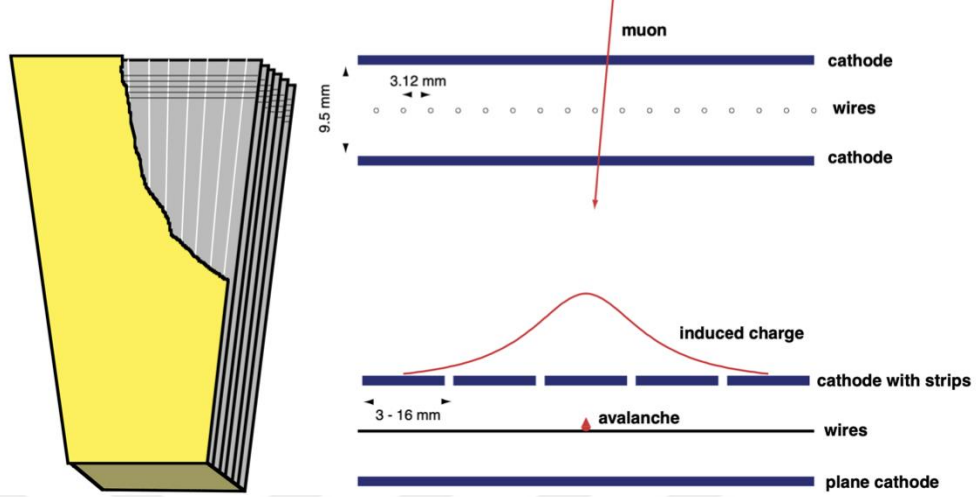 muon
cathode
3.12 mm
wires
9.5 mm
cathode
induced charge
cathode with strips
3 - 16 mm
avalanche
wires
plane cathode